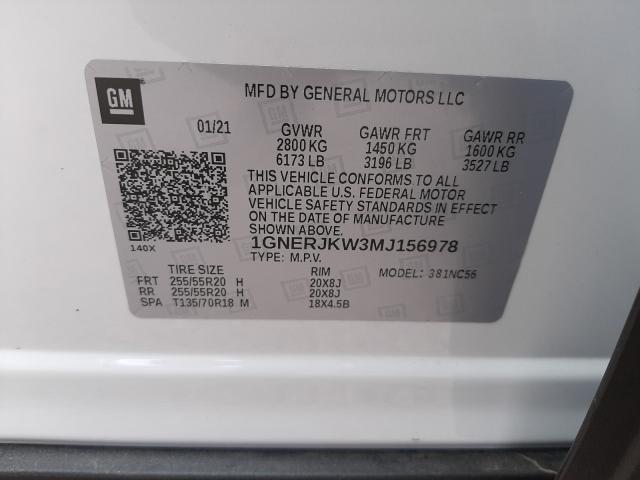 GM
MFD BY GENERAL MOTORS LLC
01/21 GVWR GAWR FRT GAWR RR
2800 KG 1450 KG 1600 KG
6173 LB 3196 LB 3527 LB
THIS VEHICLE CONFORMS TO ALL
APPLICABLE U.S. FEDERAL MOTOR
VEHICLE SAFETY STANDARDS IN EFFECT
ON THE DATE OF MANUFACTURE
SHOWN ABOVE.
140X
1GNERJKW3MJ156978
TYPE: M.P.V. MODEL: 381NC56
TIRE SIZE RIM
FRT 255/55R20 H 20X8J
RR 255/55R20 H 20X8J
SPA T135/70R18 M 18X4.5B